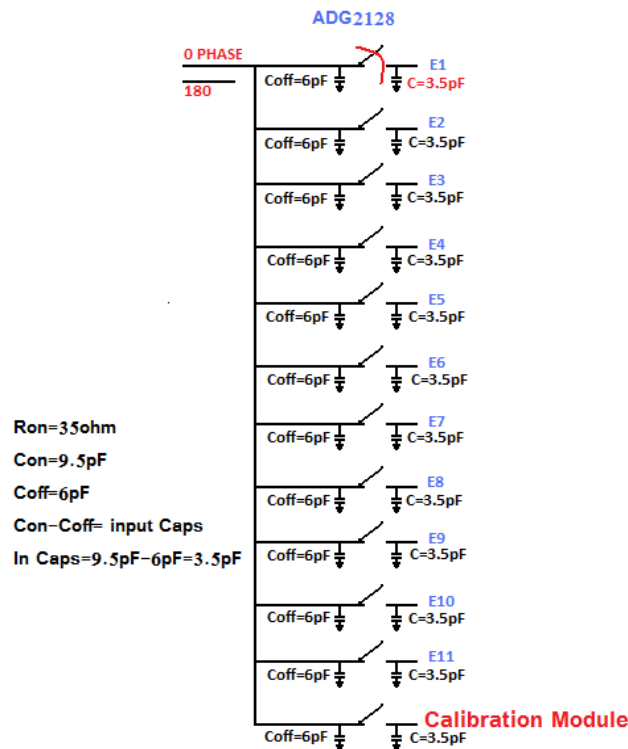 ADG2128
0 PHASE
180
Coff=6pF
E1
C=3.5pF
Coff=6pF
E2
C=3.5pF
Coff=6pF
E3
C=3.5pF
Coff=6pF
E4
C=3.5pF
Coff=6pF
E5
C=3.5pF
Coff=6pF
E6
C=3.5pF
Coff=6pF
E7
C=3.5pF
Coff=6pF
E8
C=3.5pF
Coff=6pF
E9
C=3.5pF
Coff=6pF
E10
C=3.5pF
Coff=6pF
E11
C=3.5pF
Coff=6pF
Calibration Module
C=3.5pF
Ron=35ohm
Con=9.5pF
Coff=6pF
Con-Coff= input Caps
In Caps=9.5pF-6pF=3.5pF